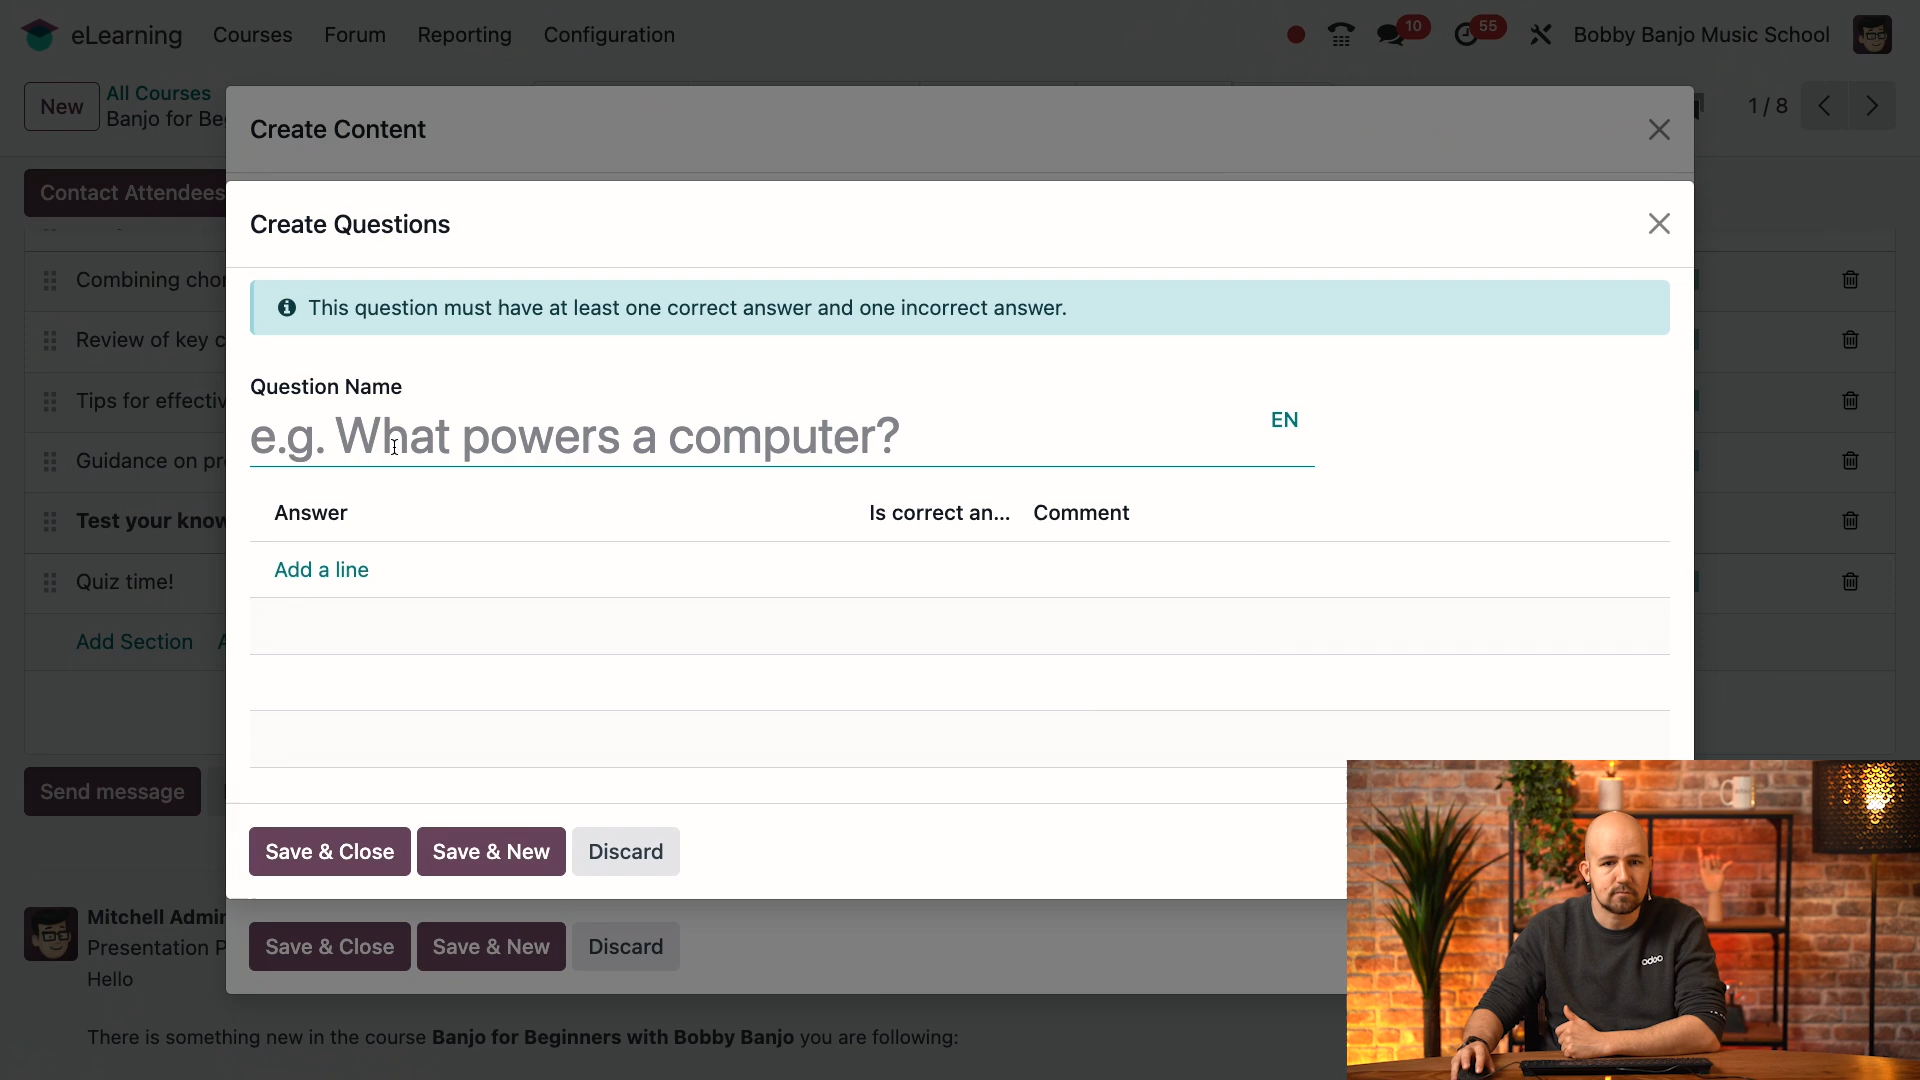 eLearning
Courses
Forum
Reporting
Configuration
10
55
Bobby Banjo Music School
New
All Courses
Banjo for Be
1 / 8
Create Content
Contact Attendees
Create Questions
This question must have at least one correct answer and one incorrect answer.
Question Name
e.g. What powers a computer?
EN
Answer
Is correct an...
Comment
Add a line
Combining chor
Review of key c
Tips for effectiv
Guidance on pr
Test your know
Quiz time!
Add Section
Send message
Save & Close
Save & New
Discard
Save & Close
Save & New
Discard
Mitchell Admin
Presentation P
Hello
There is something new in the course Banjo for Beginners with Bobby Banjo you are following:
odoo